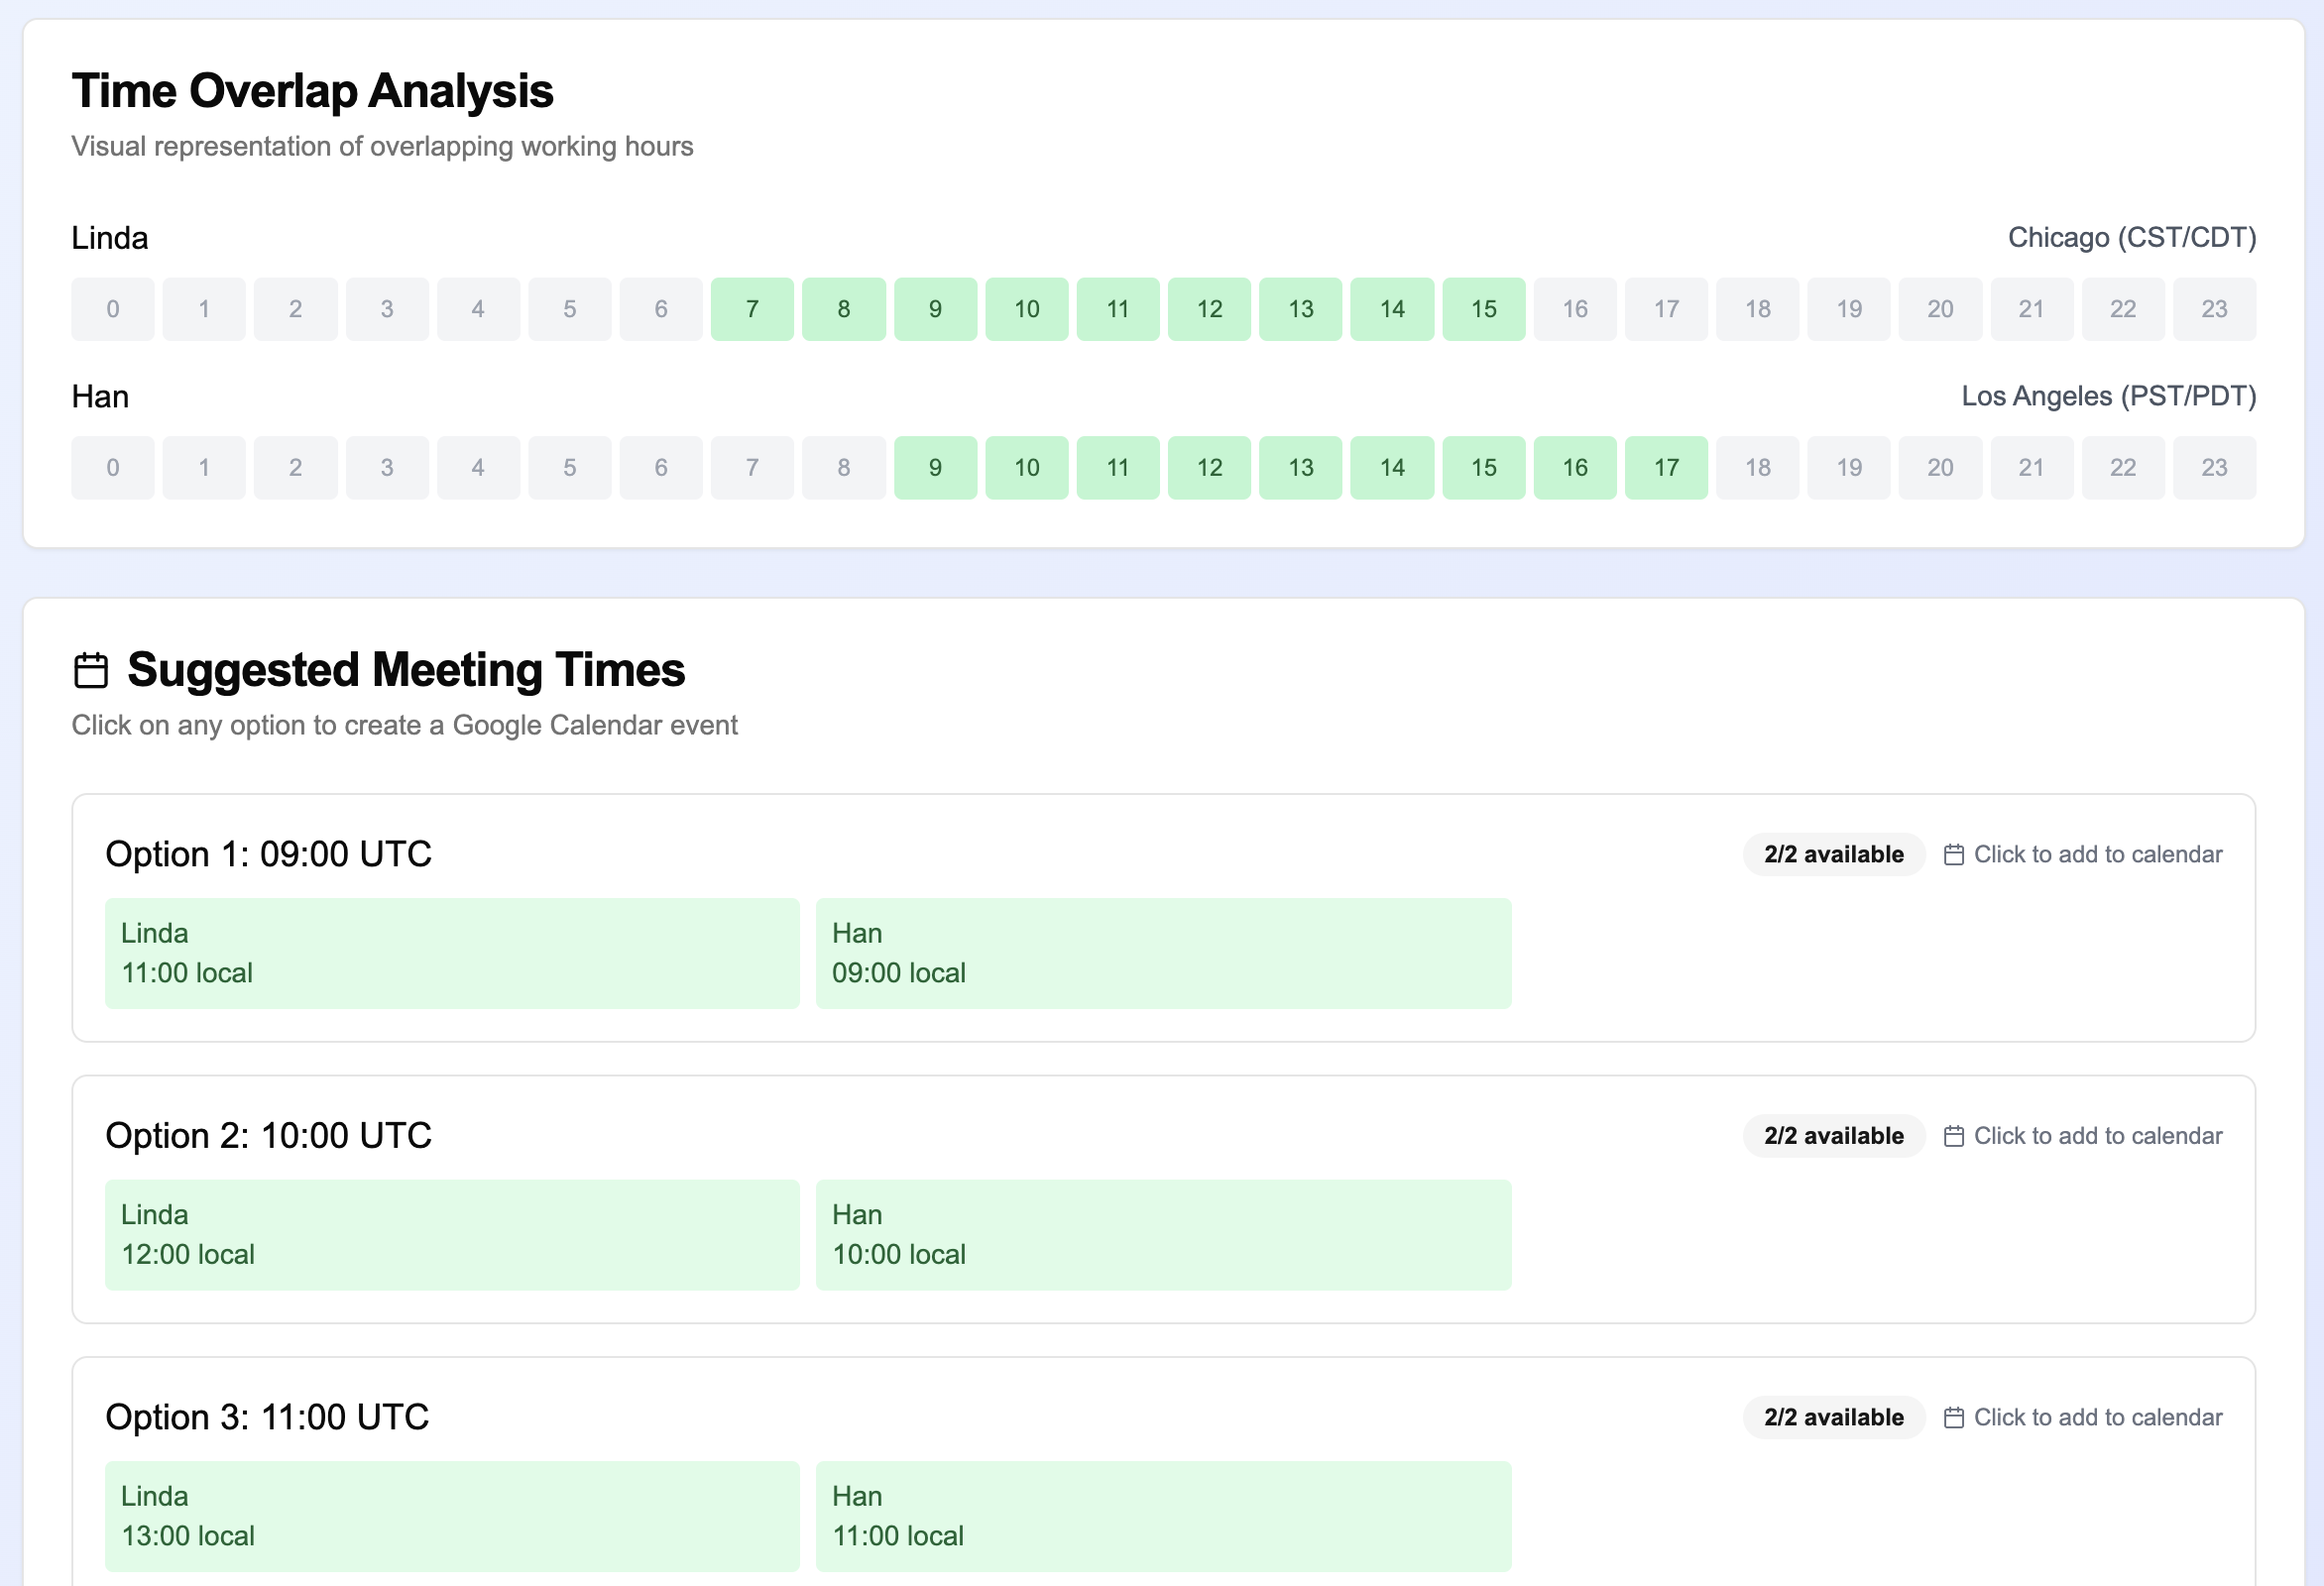 Time Overlap Analysis
Visual representation of overlapping working hours
Linda Chicago (CST/CDT)
0 1 2 3 4 5 6 7 8 9 10 11 12 13 14 15 16 17 18 19 20 21 22 23
Han Los Angeles (PST/PDT)
0 1 2 3 4 5 6 7 8 9 10 11 12 13 14 15 16 17 18 19 20 21 22 23
Suggested Meeting Times
Click on any option to create a Google Calendar event
Option 1: 09:00 UTC 2/2 available Click to add to calendar
Linda Han
11:00 local 09:00 local
Option 2: 10:00 UTC 2/2 available Click to add to calendar
Linda Han
12:00 local 10:00 local
Option 3: 11:00 UTC 2/2 available Click to add to calendar
Linda Han
13:00 local 11:00 local